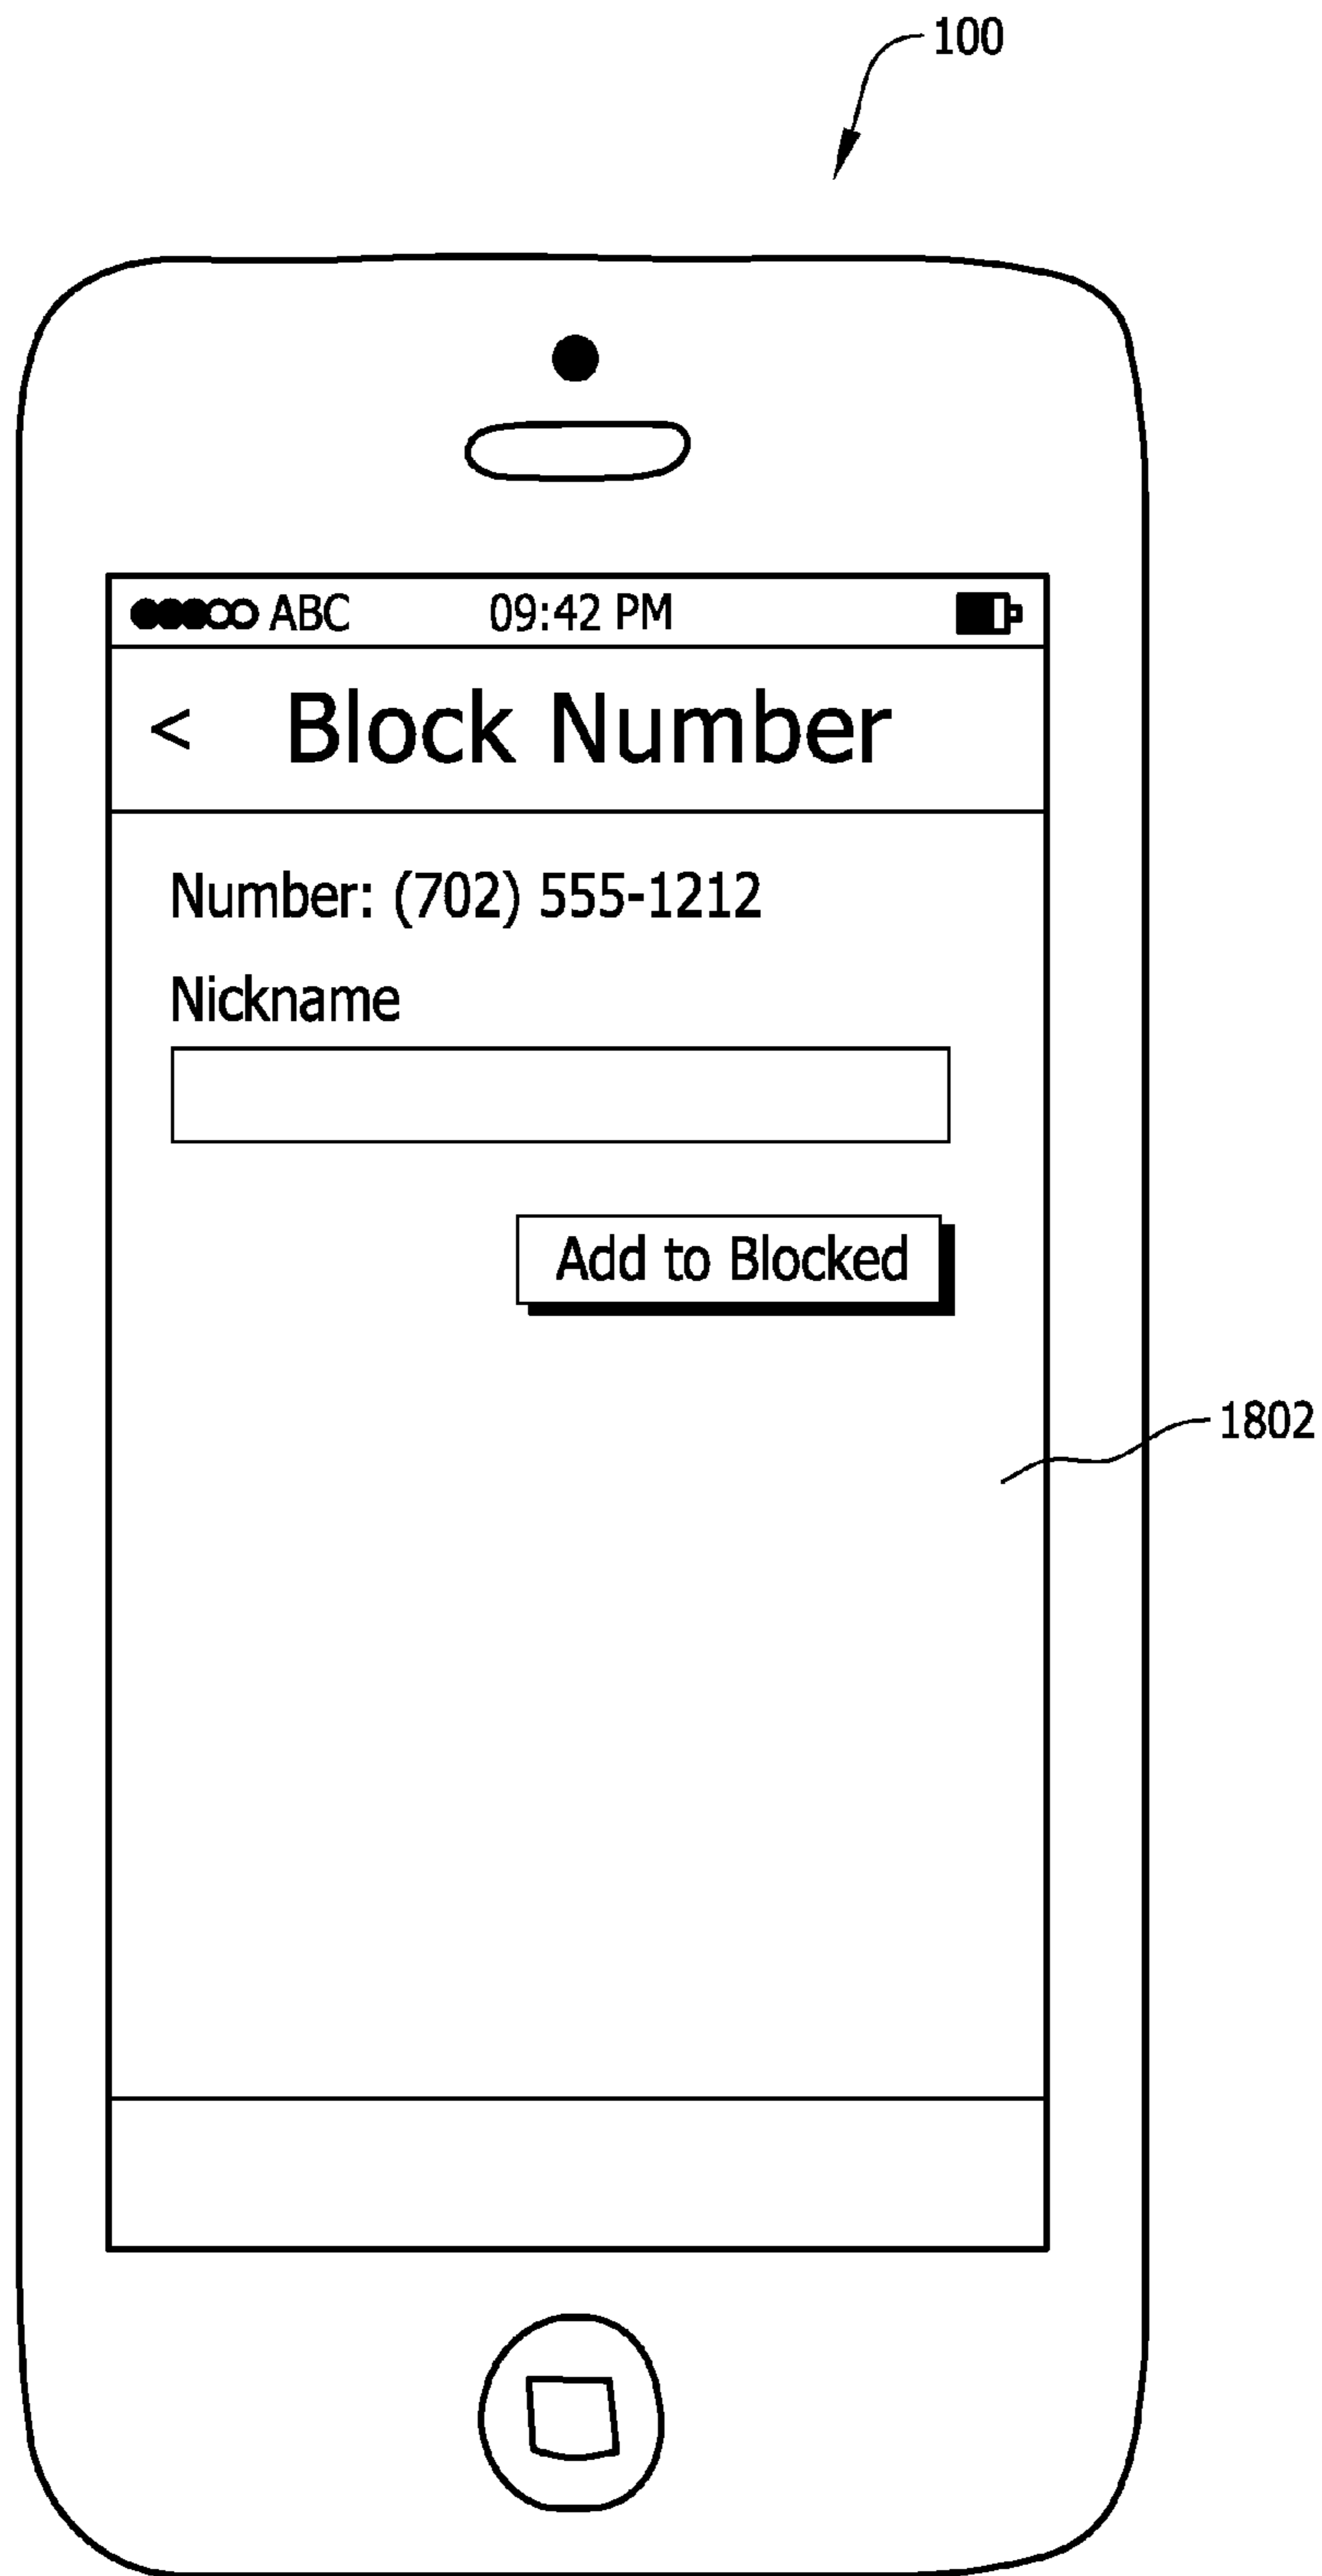 100
ABC 09:42 PM
< Block Number
Number: (702) 555-1212
Nickname
Add to Blocked
1802